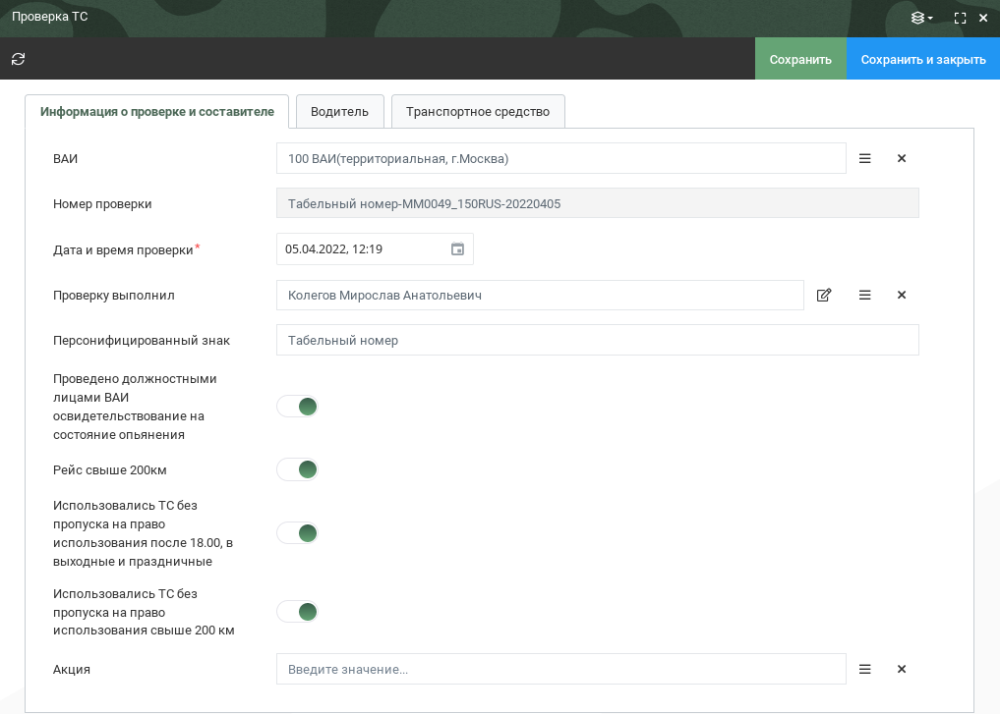 Проверка ТС
Сохранить
Сохранить и закрыть
Информация о проверке и составителе
Водитель
Транспортное средство
ВАИ
100 ВАИ(территориальная, г.Москва)
Номер проверки
Табельный номер-ММ0049_150RUS-20220405
Дата и время проверки*
05.04.2022, 12:19
Проверку выполнил
Колегов Мирослав Анатольевич
Персонифицированный знак
Табельный номер
Проведено должностными
лицами ВАИ
освидетельствование на
состояние опьянения
Рейс свыше 200км
Использовались ТС без
пропуска на право
использования после 18.00, в
выходные и праздничные
Использовались ТС без
пропуска на право
использования свыше 200 км
Акция
Введите значение...